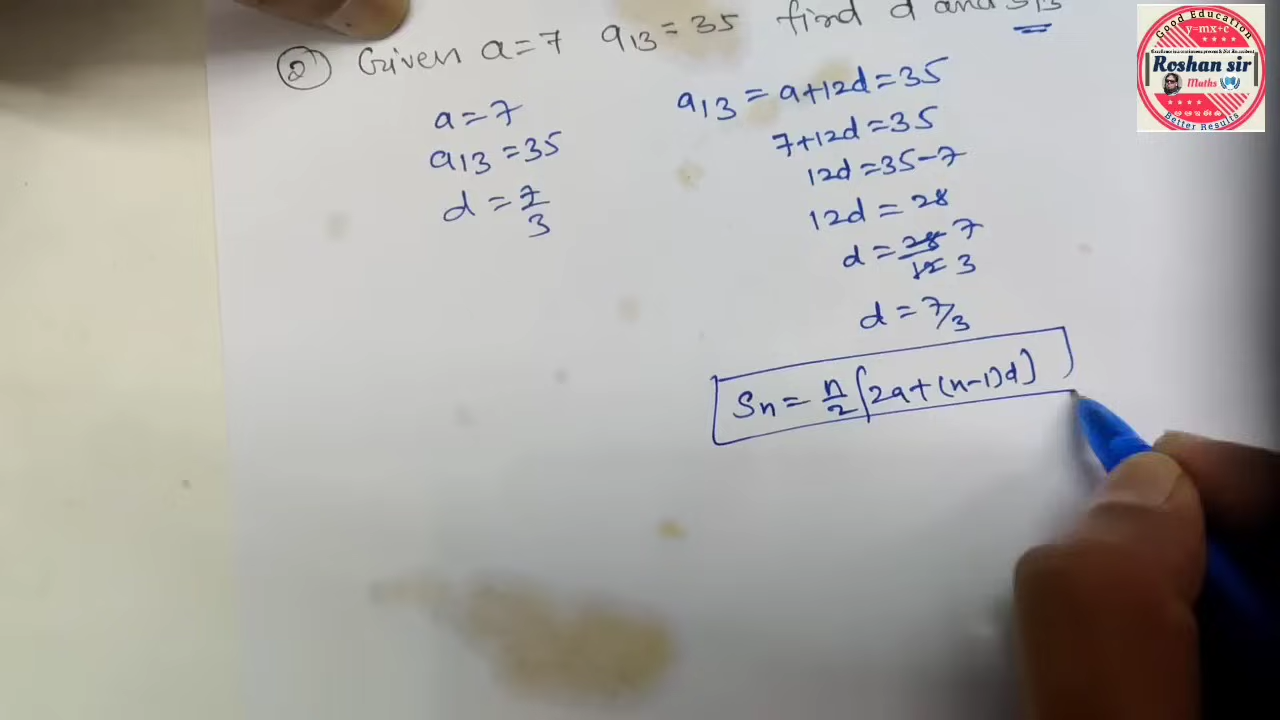 ② Given a=7 a13 = 35 find d and S13
a=7
a13 =35
d = 7/3
a13 = a+12d=35
7+12d=35
12d=35-7
12d = 28
d = 28/12 7/3
d = 7/3
Sn = n/2 [2a+(n-1)d]
Good Education
y=mx+c
Roshan sir
Maths
Better Results